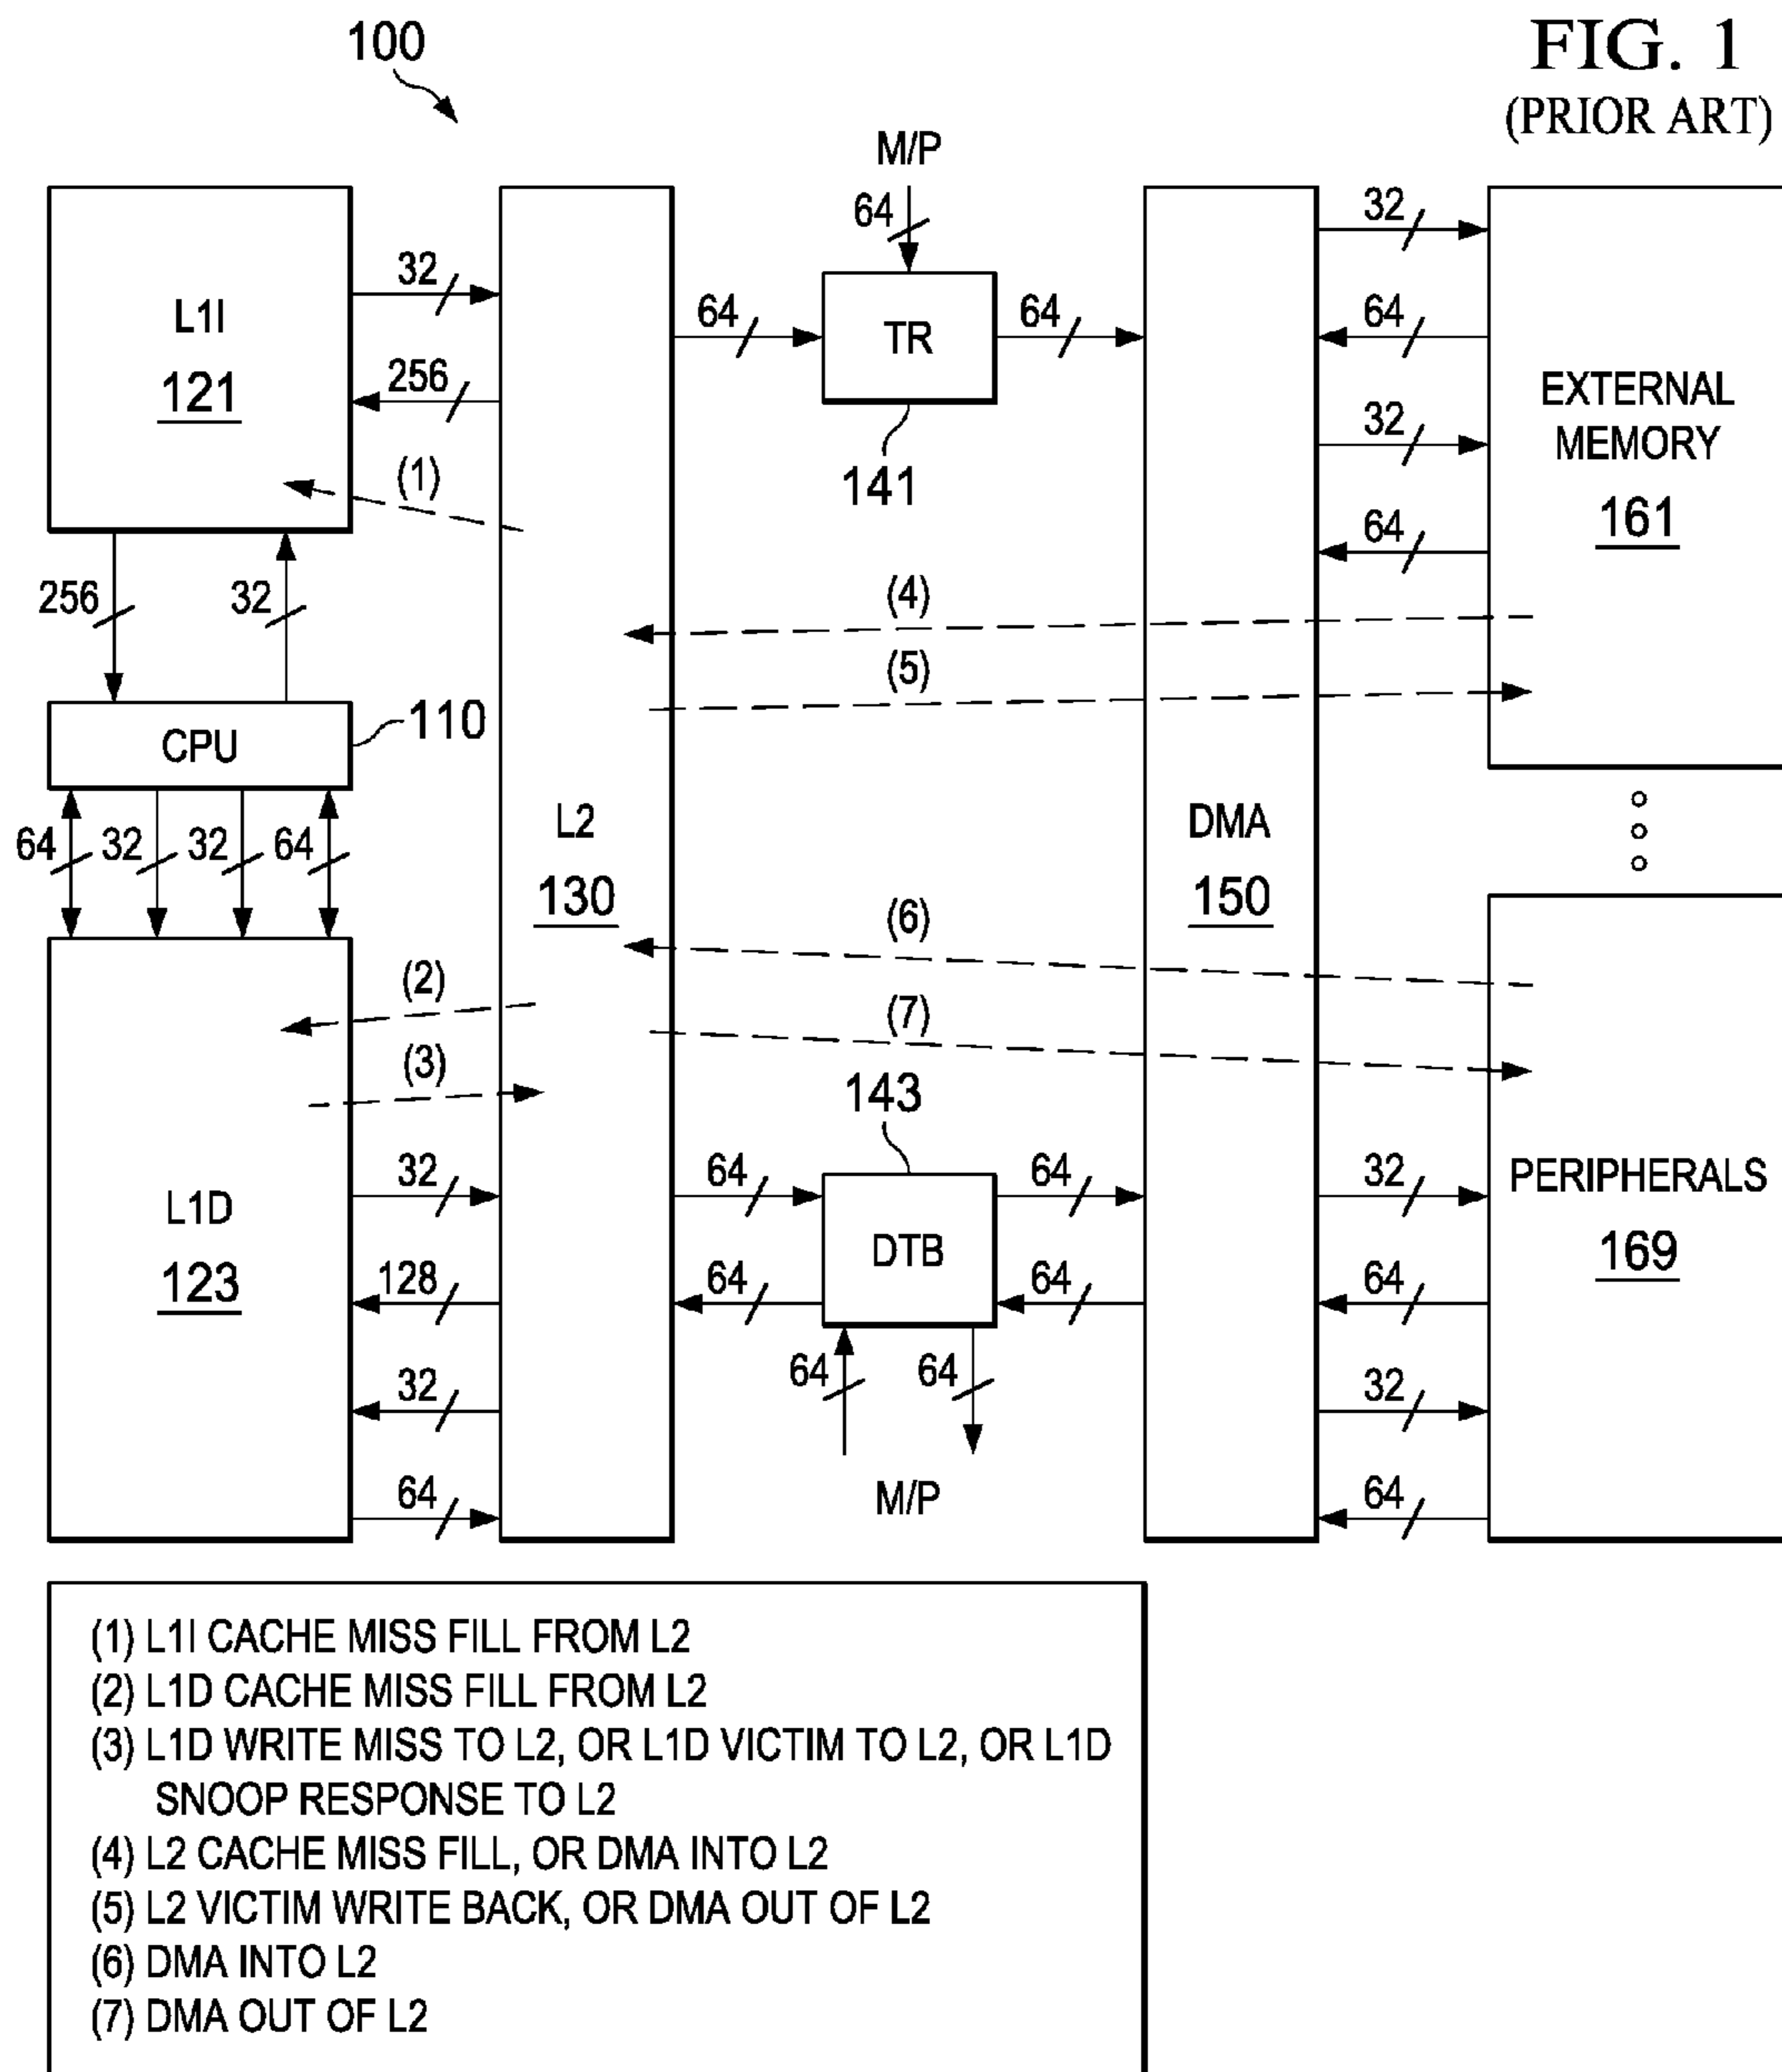 FIG. 1
(PRIOR ART)
100
M/P
64
32
L1I
121
32
256
(1)
64
TR
64
141
64
32
64
EXTERNAL
MEMORY
161
256
32
(4)
(5)
CPU
110
64
32
32
64
L2
130
DMA
150
(6)
(7)
(2)
(3)
143
L1D
123
32
128
32
64
64
64
DTB
64
64
64
64
M/P
32
64
32
64
PERIPHERALS
169
(1) L1I CACHE MISS FILL FROM L2
(2) L1D CACHE MISS FILL FROM L2
(3) L1D WRITE MISS TO L2, OR L1D VICTIM TO L2, OR L1D
SNOOP RESPONSE TO L2
(4) L2 CACHE MISS FILL, OR DMA INTO L2
(5) L2 VICTIM WRITE BACK, OR DMA OUT OF L2
(6) DMA INTO L2
(7) DMA OUT OF L2